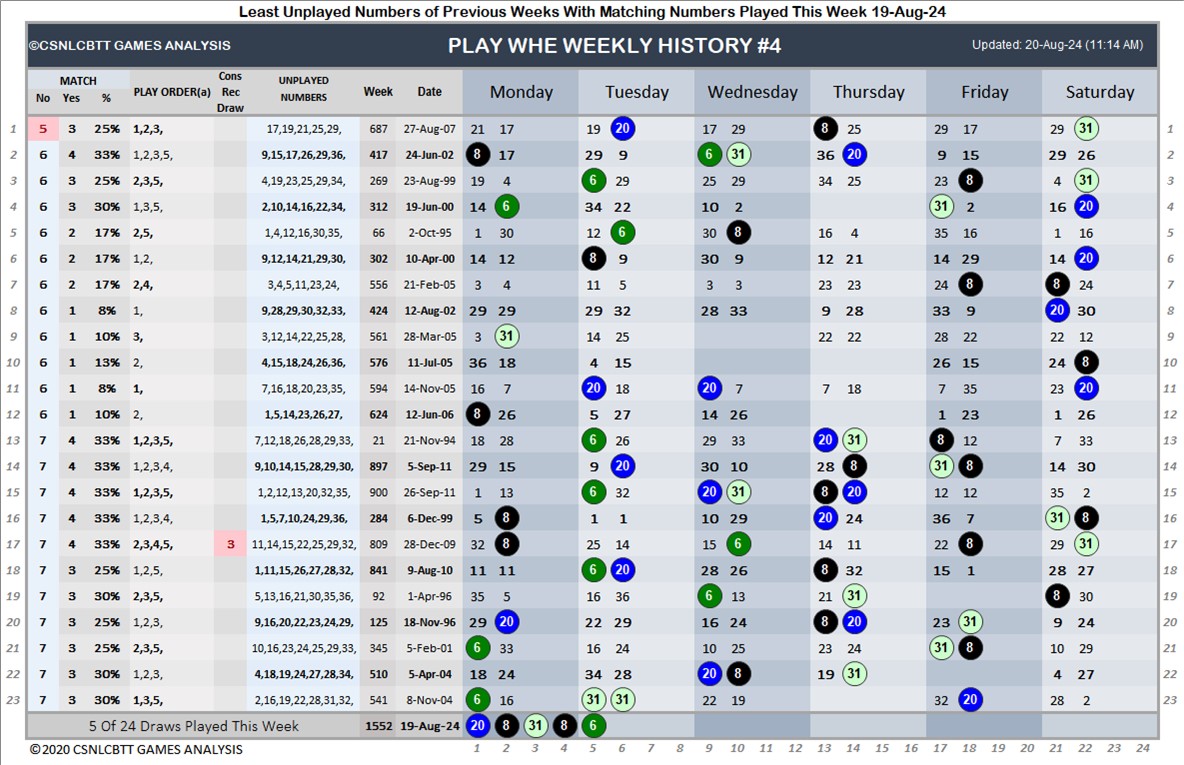 Least Unplayed Numbers of Previous Weeks With Matching Numbers Played This Week 19-Aug-24
©CSNLCBTT GAMES ANALYSIS PLAY WHE WEEKLY HISTORY #4 Updated: 20-Aug-24 (11:14 AM)
MATCH PLAY ORDER(a) Cons Rec Draw UNPLAYED NUMBERS Week Date Monday Tuesday Wednesday Thursday Friday Saturday
No Yes %
1 5 3 25% 1,2,3, 17,19,21,25,29, 687 27-Aug-07 21 17 19 20 17 29 8 25 29 17 29 31 1
2 6 4 33% 1,2,3,5, 9,15,17,26,29,36, 417 24-Jun-02 8 17 29 9 6 31 36 20 9 15 29 26 2
3 6 3 25% 2,3,5, 4,19,23,25,29,34, 269 23-Aug-99 19 4 6 29 25 29 34 25 23 8 4 31 3
4 6 3 30% 1,3,5, 2,10,14,16,22,34, 312 19-Jun-00 14 6 34 22 10 2 31 2 16 20 4
5 6 2 17% 2,5, 1,4,12,16,30,35, 66 2-Oct-95 1 30 12 6 30 8 16 4 35 16 1 16 5
6 6 2 17% 1,2, 9,12,14,21,29,30, 302 10-Apr-00 14 12 8 9 30 9 12 21 14 29 14 20 6
7 6 2 17% 2,4, 3,4,5,11,23,24, 556 21-Feb-05 3 4 11 5 3 3 23 23 24 8 8 24 7
8 6 1 8% 1, 9,28,29,30,32,33, 424 12-Aug-02 29 29 29 32 28 33 9 28 33 9 20 30 8
9 6 1 10% 3, 3,12,14,22,25,28, 561 28-Mar-05 3 31 14 25 22 22 28 22 22 12 9
10 6 1 13% 2, 4,15,18,24,26,36, 576 11-Jul-05 36 18 4 15 26 15 24 8 10
11 6 1 8% 1, 7,16,18,20,23,35, 594 14-Nov-05 16 7 20 18 20 7 7 18 7 35 23 20 11
12 6 1 10% 2, 1,5,14,23,26,27, 624 12-Jun-06 8 26 5 27 14 26 1 23 1 26 12
13 7 4 33% 1,2,3,5, 7,12,18,26,28,29,33, 21 21-Nov-94 18 28 6 26 29 33 20 31 8 12 7 33 13
14 7 4 33% 1,2,3,4, 9,10,14,15,28,29,30, 897 5-Sep-11 29 15 9 20 30 10 28 8 31 8 14 30 14
15 7 4 33% 1,2,3,5, 1,2,12,13,20,32,35, 900 26-Sep-11 1 13 6 32 20 31 8 20 12 12 35 2 15
16 7 4 33% 1,2,3,4, 1,5,7,10,24,29,36, 284 6-Dec-99 5 8 1 1 10 29 20 24 36 7 31 8 16
17 7 4 33% 2,3,4,5, 3 11,14,15,22,25,29,32, 809 28-Dec-09 32 8 25 14 15 6 14 11 22 8 29 31 17
18 7 3 25% 1,2,5, 1,11,15,26,27,28,32, 841 9-Aug-10 11 11 6 20 28 26 8 32 15 1 28 27 18
19 7 3 30% 2,3,5, 5,13,16,21,30,35,36, 92 1-Apr-96 35 5 16 36 6 13 21 31 8 30 19
20 7 3 25% 1,2,3, 9,16,20,22,23,24,29, 125 18-Nov-96 29 20 22 29 16 24 8 20 23 31 9 24 20
21 7 3 25% 2,3,5, 10,16,23,24,25,29,33, 345 5-Feb-01 6 33 16 24 10 25 23 24 31 8 10 29 21
22 7 3 30% 1,2,3, 4,18,19,24,27,28,34, 510 5-Apr-04 18 24 34 28 20 8 19 31 4 27 22
23 7 3 30% 1,3,5, 2,16,19,22,28,31,32, 541 8-Nov-04 6 16 31 31 22 19 32 20 28 2 23
5 Of 24 Draws Played This Week 1552 19-Aug-24 20 8 31 8 6
© 2020 CSNLCBTT GAMES ANALYSIS 1 2 3 4 5 6 7 8 9 10 11 12 13 14 15 16 17 18 19 20 21 22 23 24